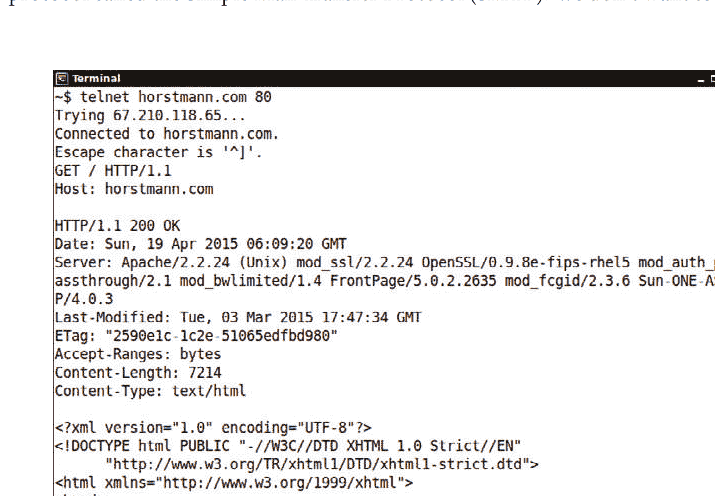 Terminal
~$ telnet horstmann.com 80
Trying 67.210.118.65...
Connected to horstmann.com.
Escape character is '^]'.
GET / HTTP/1.1
Host: horstmann.com
HTTP/1.1 200 OK
Date: Sun, 19 Apr 2015 06:09:20 GMT
Server: Apache/2.2.24 (Unix) mod_ssl/2.2.24 OpenSSL/0.9.8e-fips-rhel5 mod_auth_
assthrough/2.1 mod_bwlimited/1.4 FrontPage/5.0.2.2635 mod_fcgid/2.3.6 Sun-ONE-A
P/4.0.3
Last-Modified: Tue, 03 Mar 2015 17:47:34 GMT
ETag: "2590e1c-1c2e-51065edfbd980"
Accept-Ranges: bytes
Content-Length: 7214
Content-Type: text/html
<?xml version="1.0" encoding="UTF-8"?>
<!DOCTYPE html PUBLIC "-//W3C//DTD XHTML 1.0 Strict//EN"
"http://www.w3.org/TR/xhtml1/DTD/xhtml1-strict.dtd">
<html xmlns="http://www.w3.org/1999/xhtml">